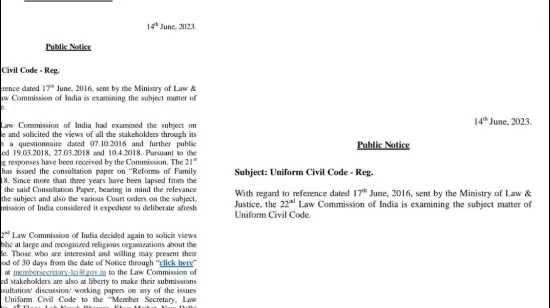 14th June, 2023.
Public Notice
Civil Code - Reg.
erence dated 17th June, 2016, sent by the Ministry of Law &
aw Commission of India is examining the subject matter of
e.
Law Commission of India had examined the subject on
e and solicited the views of all the stakeholders through its
h a questionnaire dated 07.10.2016 and further public
ed 19.03.2018, 27.03.2018 and 10.4.2018. Pursuant to the
g responses have been received by the Commission. The 21st
has issued the consultation paper on "Reforms of Family
18. Since more than three years have been lapsed from the
the said Consultation Paper, bearing in mind the relevance
the subject and also the various Court orders on the subject,
mission of India considered it expedient to deliberate afresh
2nd Law Commission of India decided again to solicit views
blic at large and recognized religious organizations about the
le. Those who are interested and willing may present their
iod of 30 days from the date of Notice through "click here"
at membersecretary-lci@gov.in to the Law Commission of
ed stakeholders are also at liberty to make their submissions
nsultation/ discussion/ working papers on any of the issues
Uniform Civil Code to the "Member Secretary, Law
14th June, 2023.
Public Notice
Subject: Uniform Civil Code - Reg.
With regard to reference dated 17th June, 2016, sent by the Ministry of Law &
Justice, the 22nd Law Commission of India is examining the subject matter of
Uniform Civil Code.